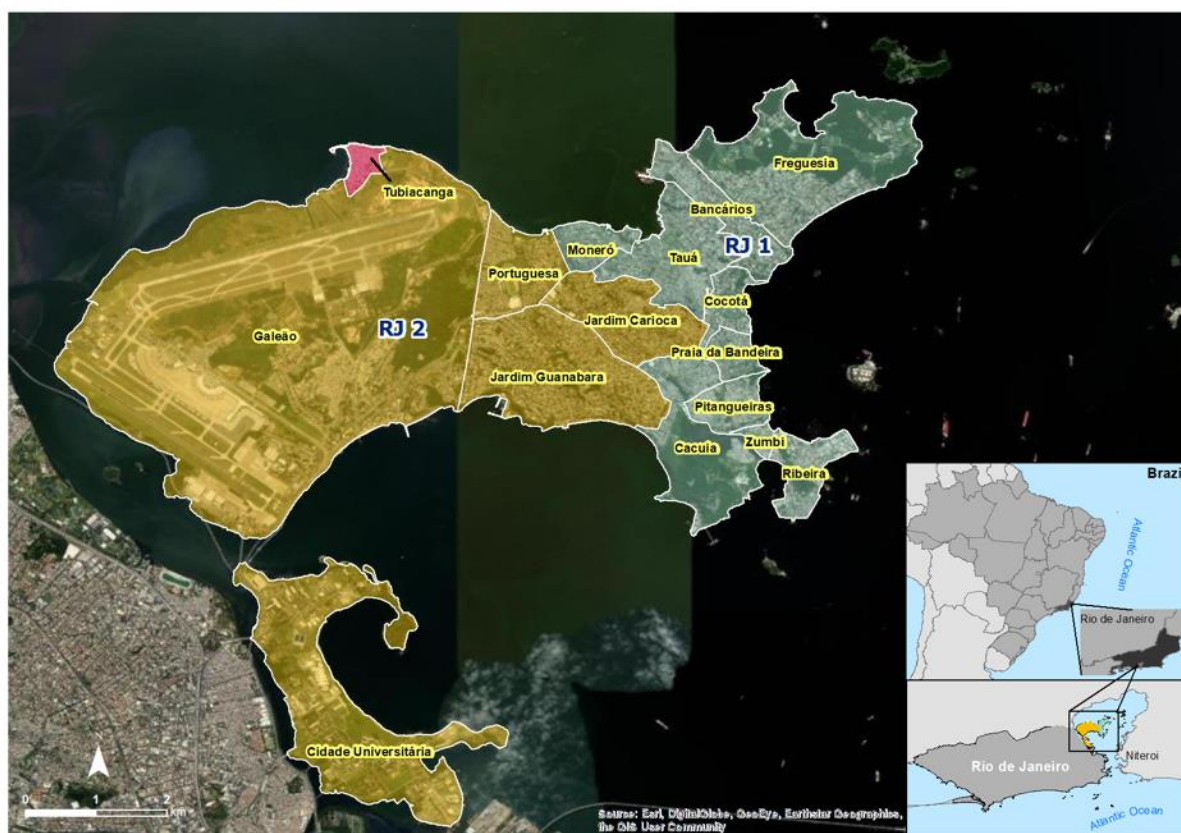 Freguesia
Tubiacanga
Bancários
RJ 1
Moneró
Tauá
Portuguesa
Cocotá
Jardim Carioca
RJ 2
Galeão
Praia da Bandeira
Jardim Guanabara
Pitangueiras
Zumbi
Cacuia
Ribeira
Cidade Universitária
0 1 2
km
Source: Esri, DigitalGlobe, GeoEye, Earthstar Geographics,
the GIS User Community
Brazi
Atlantic Ocean
Rio de Janeiro
Rio de Janeiro
Niteroi
Atlantic Ocean